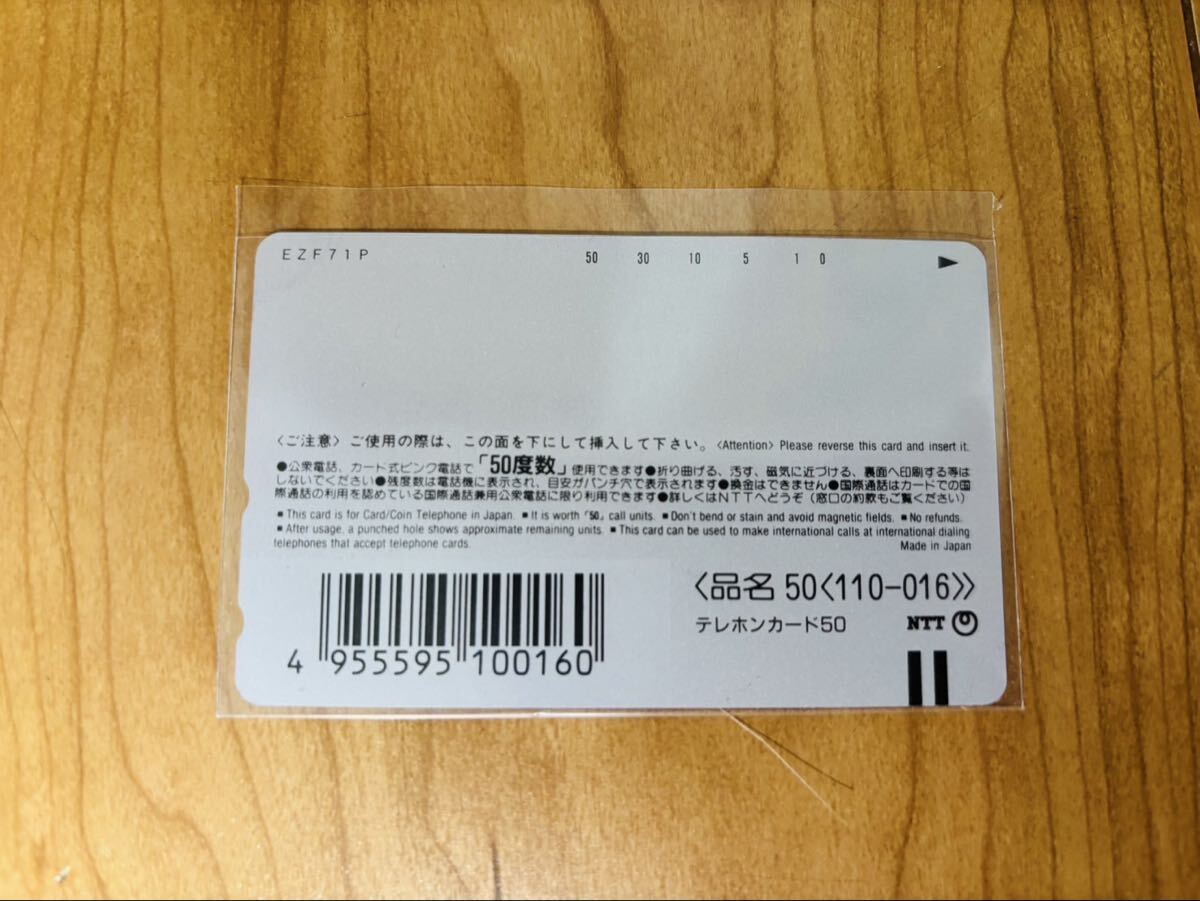 EZF71P 50 30 10 5 1 0
〈ご注意〉ご使用の際は、この面を下にして挿入して下さい。〈Attention〉Please reverse this card and insert it.
●公衆電話、カード式ピンク電話で「50度数」使用できます●折り曲げる、汚す、磁気に近づける、裏面へ印刷する等は
しないでください●残度数は電話機に表示され、目安がパンチ穴で表示されます●換金はできません●国際通話はカードでの国
際通話の利用を認めている国際通話兼用公衆電話に限り利用できます●詳しくはNTTへどうぞ(窓口の約款もご覧ください)
■This card is for Card/Coin Telephone in Japan. ■It is worth「50」call units. ■Don't bend or stain and avoid magnetic fields. ■No refunds.
■After usage, a punched hole shows approximate remaining units. ■This card can be used to make international calls at international dialing
telephones that accept telephone cards. Made in Japan
〈品名 50〈110-016〉〉
テレホンカード50 NTT
4 955595 100160